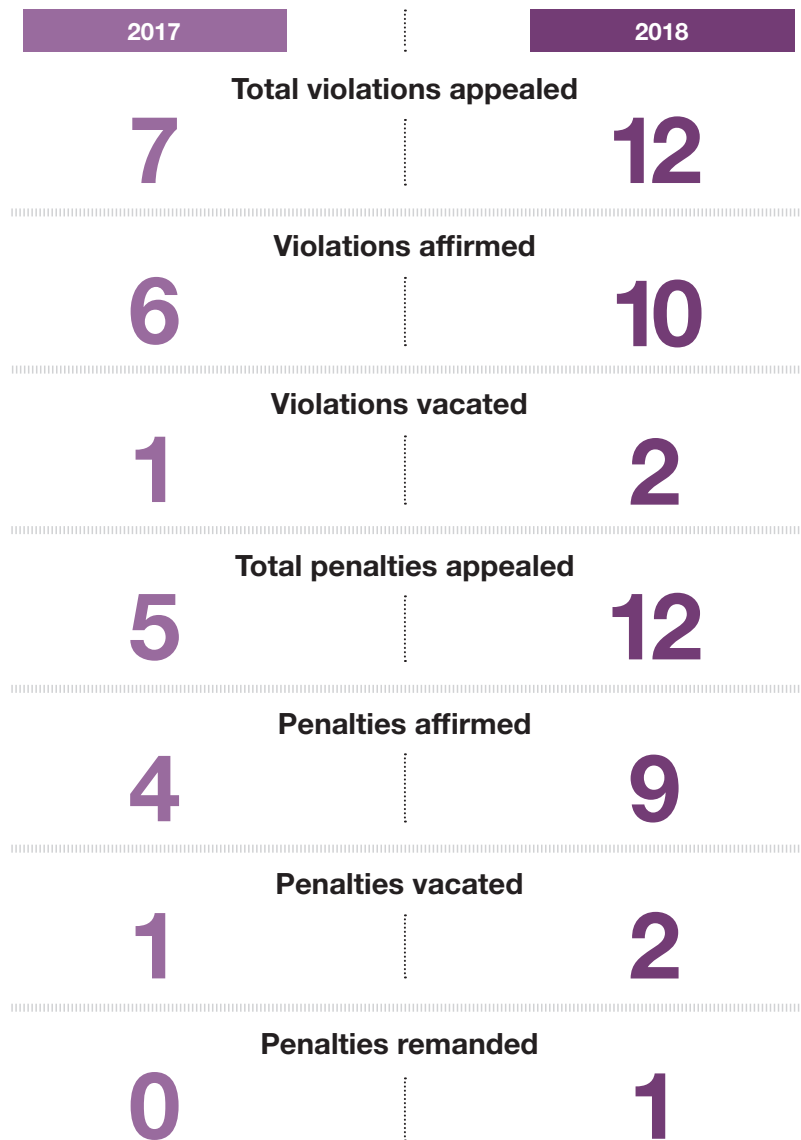 2017 2018
Total violations appealed
7 12
Violations affirmed
6 10
Violations vacated
1 2
Total penalties appealed
5 12
Penalties affirmed
4 9
Penalties vacated
1 2
Penalties remanded
0 1